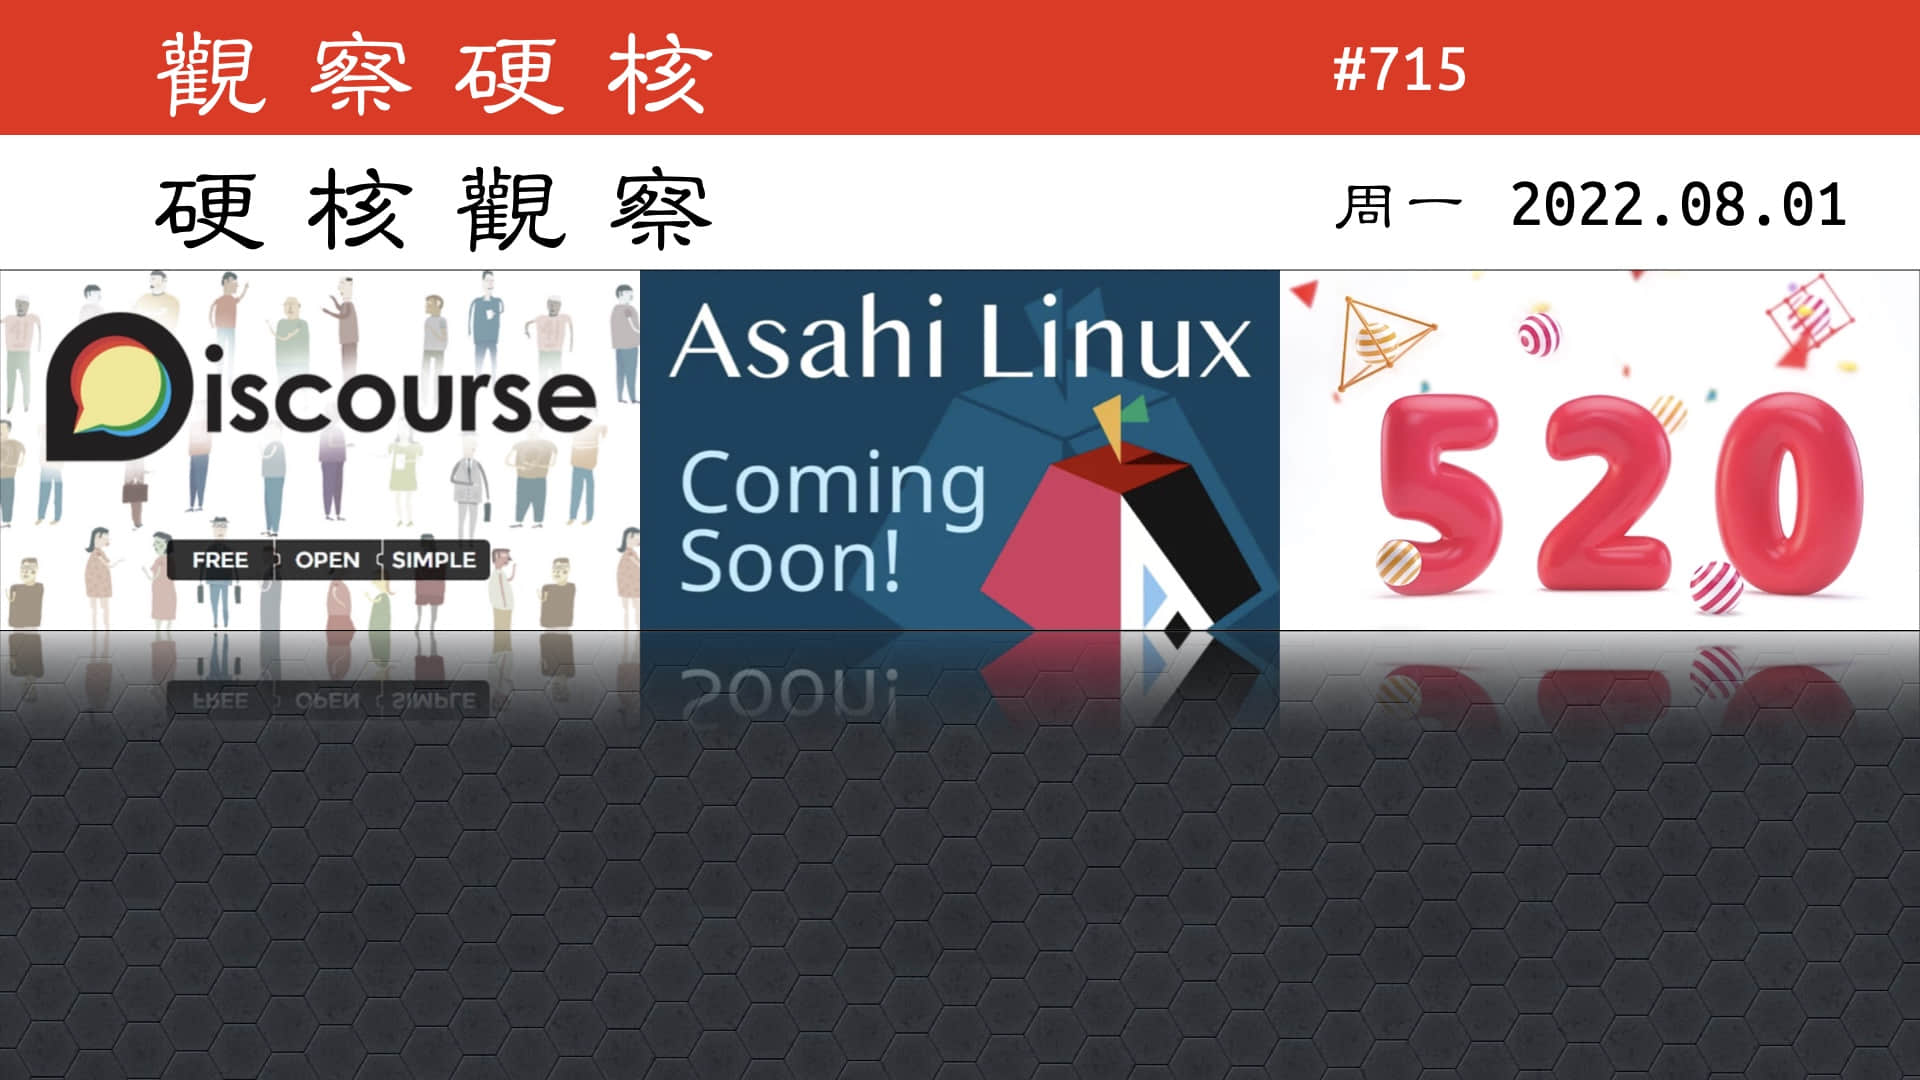 觀察硬核 #715
硬核觀察 周一 2022.08.01
Discourse
FREE OPEN SIMPLE
Asahi Linux
Coming
Soon!
520